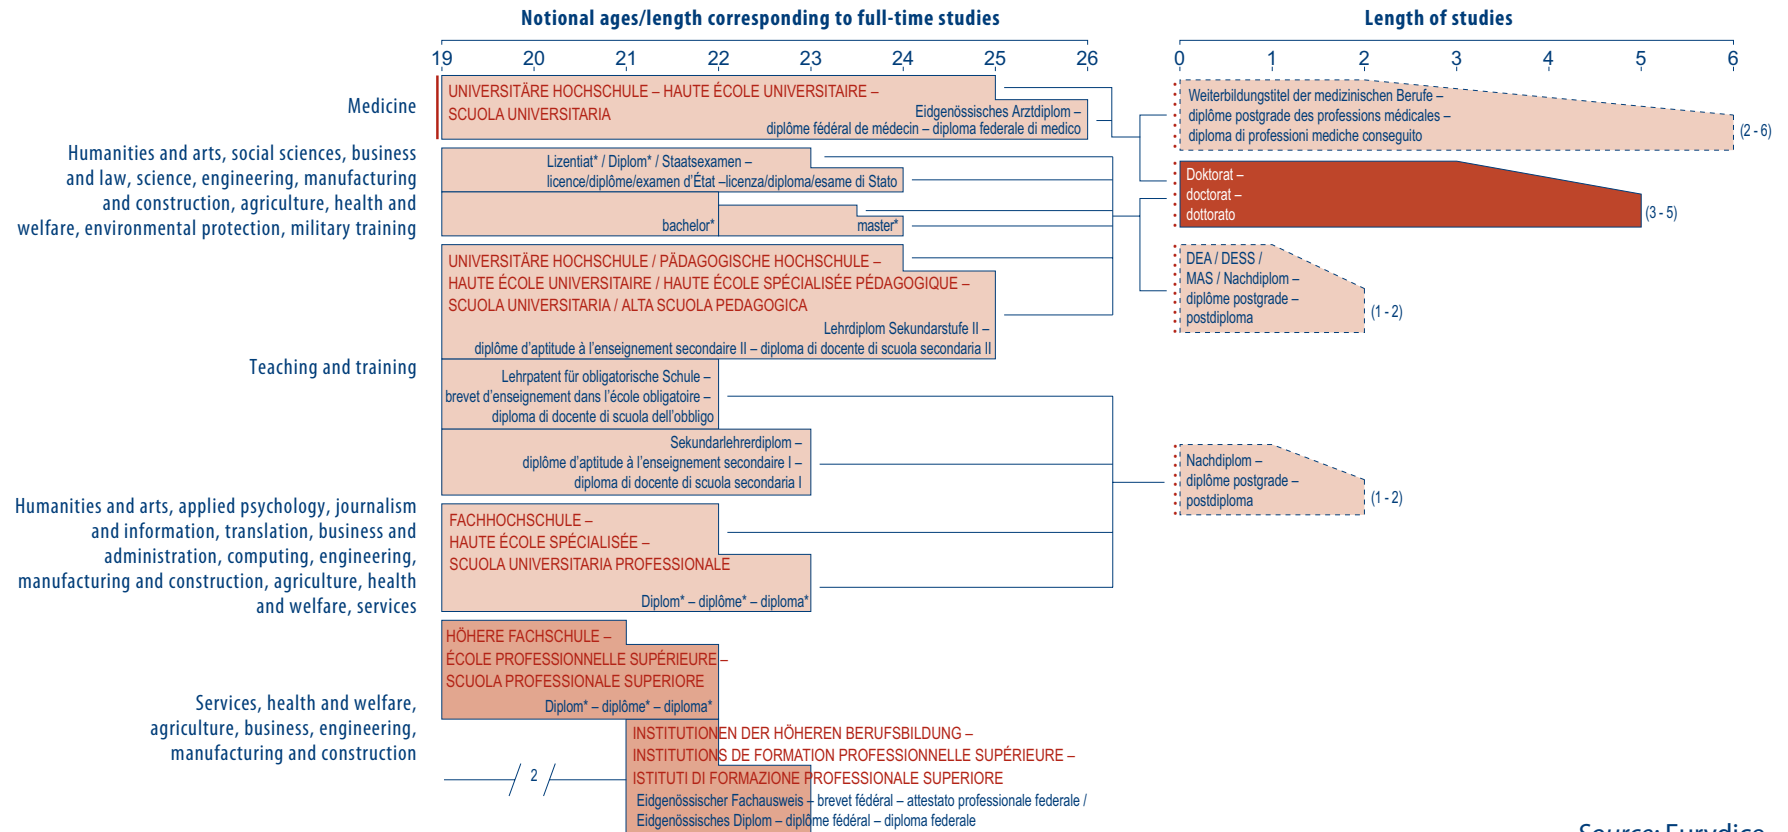 Notional ages/length corresponding to full-time studies
Length of studies
19 20 21 22 23 24 25 26
0 1 2 3 4 5 6
Medicine
UNIVERSITÄRE HOCHSCHULE – HAUTE ÉCOLE UNIVERSITAIRE –
SCUOLA UNIVERSITARIA
Eidgenössisches Arztdiplom –
diplôme fédéral de médecin – diploma federale di medico
Weiterbildungstitel der medizinischen Berufe –
diplôme postgrade des professions médicales –
diploma di professioni mediche conseguito
(2 - 6)
Humanities and arts, social sciences, business
and law, science, engineering, manufacturing
and construction, agriculture, health and
welfare, environmental protection, military training
Lizentiat* / Diplom* / Staatsexamen –
licence/diplôme/examen d'État –licenza/diploma/esame di Stato
bachelor*
master*
Doktorat –
doctorat –
dottorato
(3 - 5)
UNIVERSITÄRE HOCHSCHULE / PÄDAGOGISCHE HOCHSCHULE –
HAUTE ÉCOLE UNIVERSITAIRE / HAUTE ÉCOLE SPÉCIALISÉE PÉDAGOGIQUE –
SCUOLA UNIVERSITARIA / ALTA SCUOLA PEDAGOGICA
Lehrdiplom Sekundarstufe II –
diplôme d'aptitude à l'enseignement secondaire II – diploma di docente di scuola secondaria II
DEA / DESS /
MAS / Nachdiplom –
diplôme postgrade –
postdiploma
(1 - 2)
Teaching and training
Lehrpatent für obligatorische Schule –
brevet d'enseignement dans l'école obligatoire –
diploma di docente di scuola dell'obbligo
Sekundarlehrerdiplom –
diplôme d'aptitude à l'enseignement secondaire I –
diploma di docente di scuola secondaria I
Nachdiplom –
diplôme postgrade –
postdiploma
(1 - 2)
Humanities and arts, applied psychology, journalism
and information, translation, business and
administration, computing, engineering,
manufacturing and construction, agriculture, health
and welfare, services
FACHHOCHSCHULE –
HAUTE ÉCOLE SPÉCIALISÉE –
SCUOLA UNIVERSITARIA PROFESSIONALE
Diplom* – diplôme* – diploma*
HÖHERE FACHSCHULE –
ÉCOLE PROFESSIONNELLE SUPÉRIEURE –
SCUOLA PROFESSIONALE SUPERIORE
Diplom* – diplôme* – diploma*
Services, health and welfare,
agriculture, business, engineering,
manufacturing and construction
2
INSTITUTIONEN DER HÖHEREN BERUFSBILDUNG –
INSTITUTIONS DE FORMATION PROFESSIONNELLE SUPÉRIEURE –
ISTITUTI DI FORMAZIONE PROFESSIONALE SUPERIORE
Eidgenössischer Fachausweis – brevet fédéral – attestato professionale federale /
Eidgenössisches Diplom – diplôme fédéral – diploma federale
Source: Eurydice